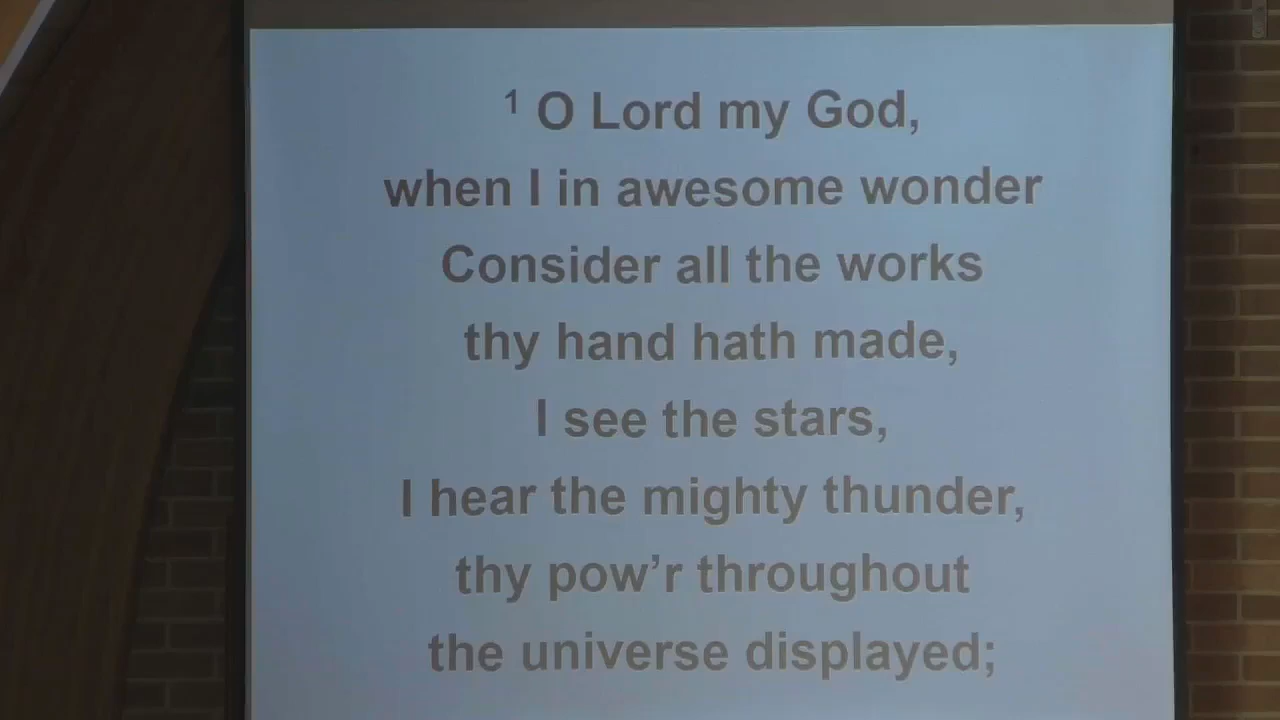 ¹ O Lord my God,
when I in awesome wonder
Consider all the works
thy hand hath made,
I see the stars,
I hear the mighty thunder,
thy pow’r throughout
the universe displayed;